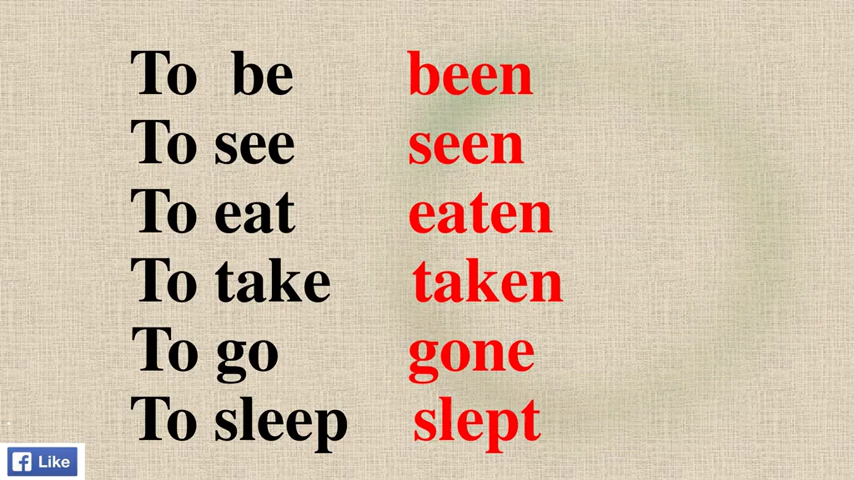 To be been
To see seen
To eat eaten
To take taken
To go gone
To sleep slept
Like